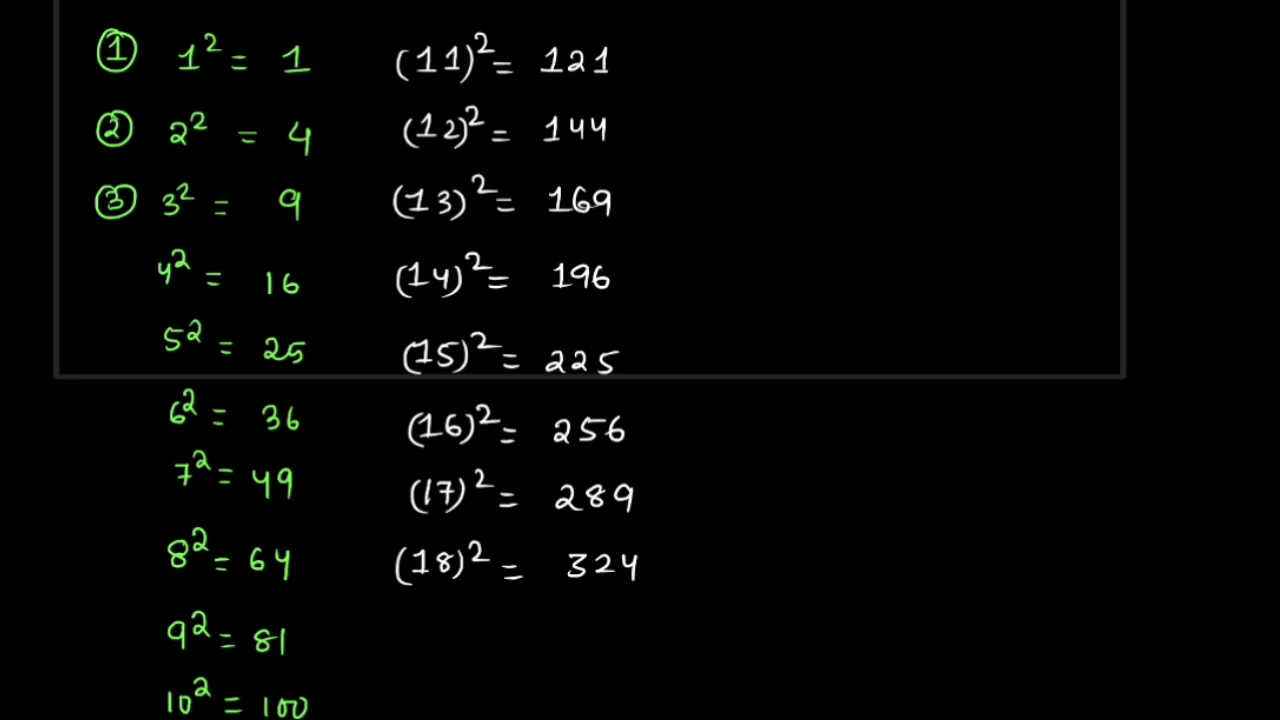 ① 1² = 1 (11)² = 121
② 2² = 4 (12)² = 144
③ 3² = 9 (13)² = 169
4² = 16 (14)² = 196
5² = 25 (15)² = 225
6² = 36 (16)² = 256
7² = 49 (17)² = 289
8² = 64 (18)² = 324
9² = 81
10² = 100